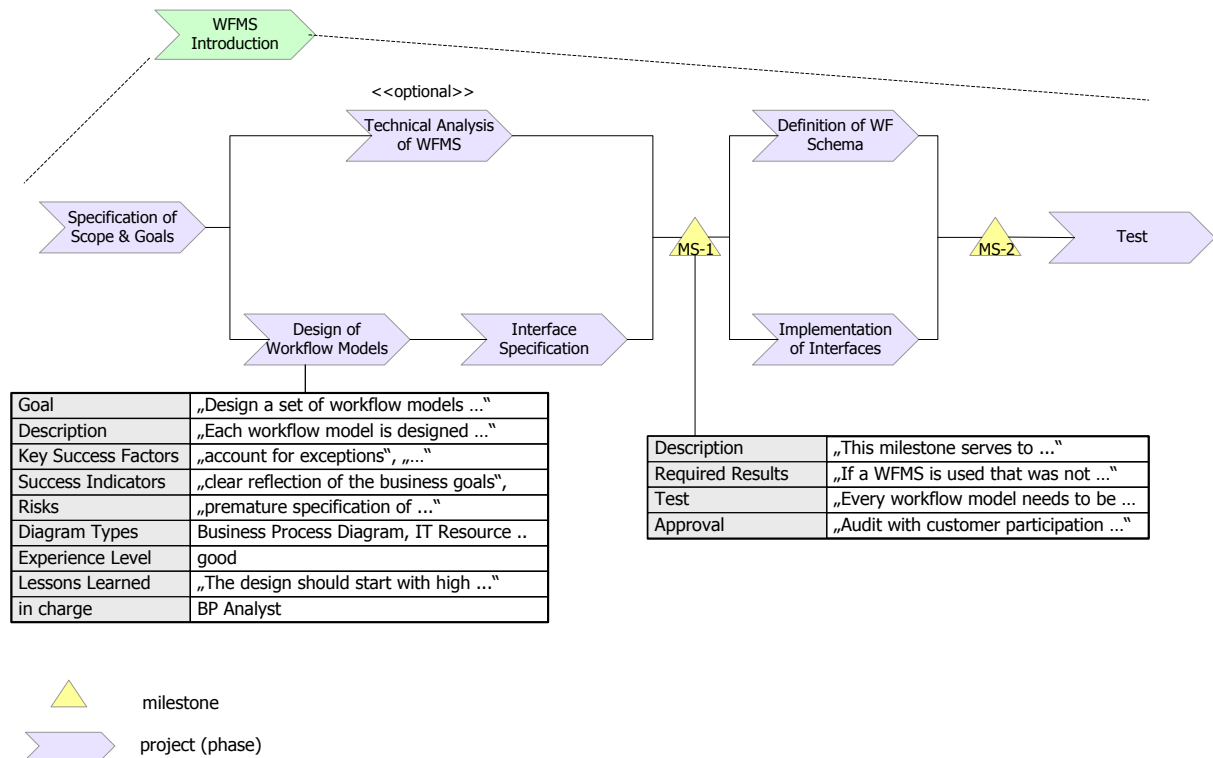 WFMS
Introduction
<<optional>>
Technical Analysis
of WFMS
Definition of WF
Schema
Specification of
Scope & Goals
MS-1
MS-2
Test
Design of
Workflow Models
Interface
Specification
Implementation
of Interfaces
Goal „Design a set of workflow models ...“
Description „Each workflow model is designed ...“
Key Success Factors „account for exceptions“, „...“
Success Indicators „clear reflection of the business goals“,
Risks „premature specification of ...“
Diagram Types Business Process Diagram, IT Resource ..
Experience Level good
Lessons Learned „The design should start with high ...“
in charge BP Analyst
Description „This milestone serves to ...“
Required Results „If a WFMS is used that was not ...“
Test „Every workflow model needs to be ...
Approval „Audit with customer participation ...“
milestone
project (phase)